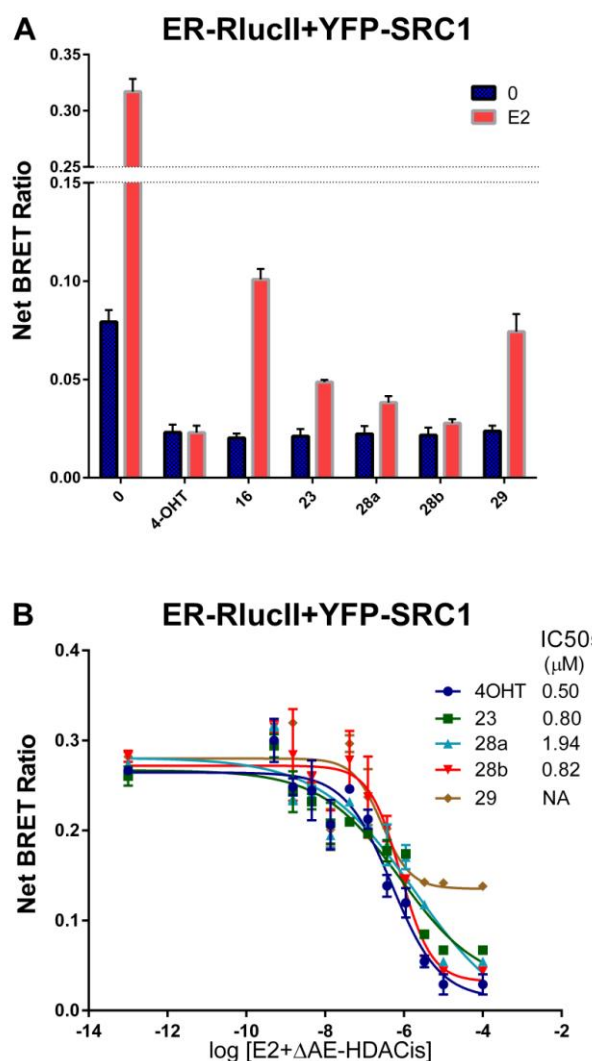 A
ER-RlucII+YFP-SRC1
Net BRET Ratio
0.35
0.30
0.25
0.15
0.10
0.05
0.00
0
E2
0
4-OHT
16
23
28a
28b
29
B
ER-RlucII+YFP-SRC1
IC50s
(μM)
4OHT 0.50
23 0.80
28a 1.94
28b 0.82
29 NA
Net BRET Ratio
0.4
0.3
0.2
0.1
0.0
-14 -12 -10 -8 -6 -4 -2
log [E2+ΔAE-HDACis]